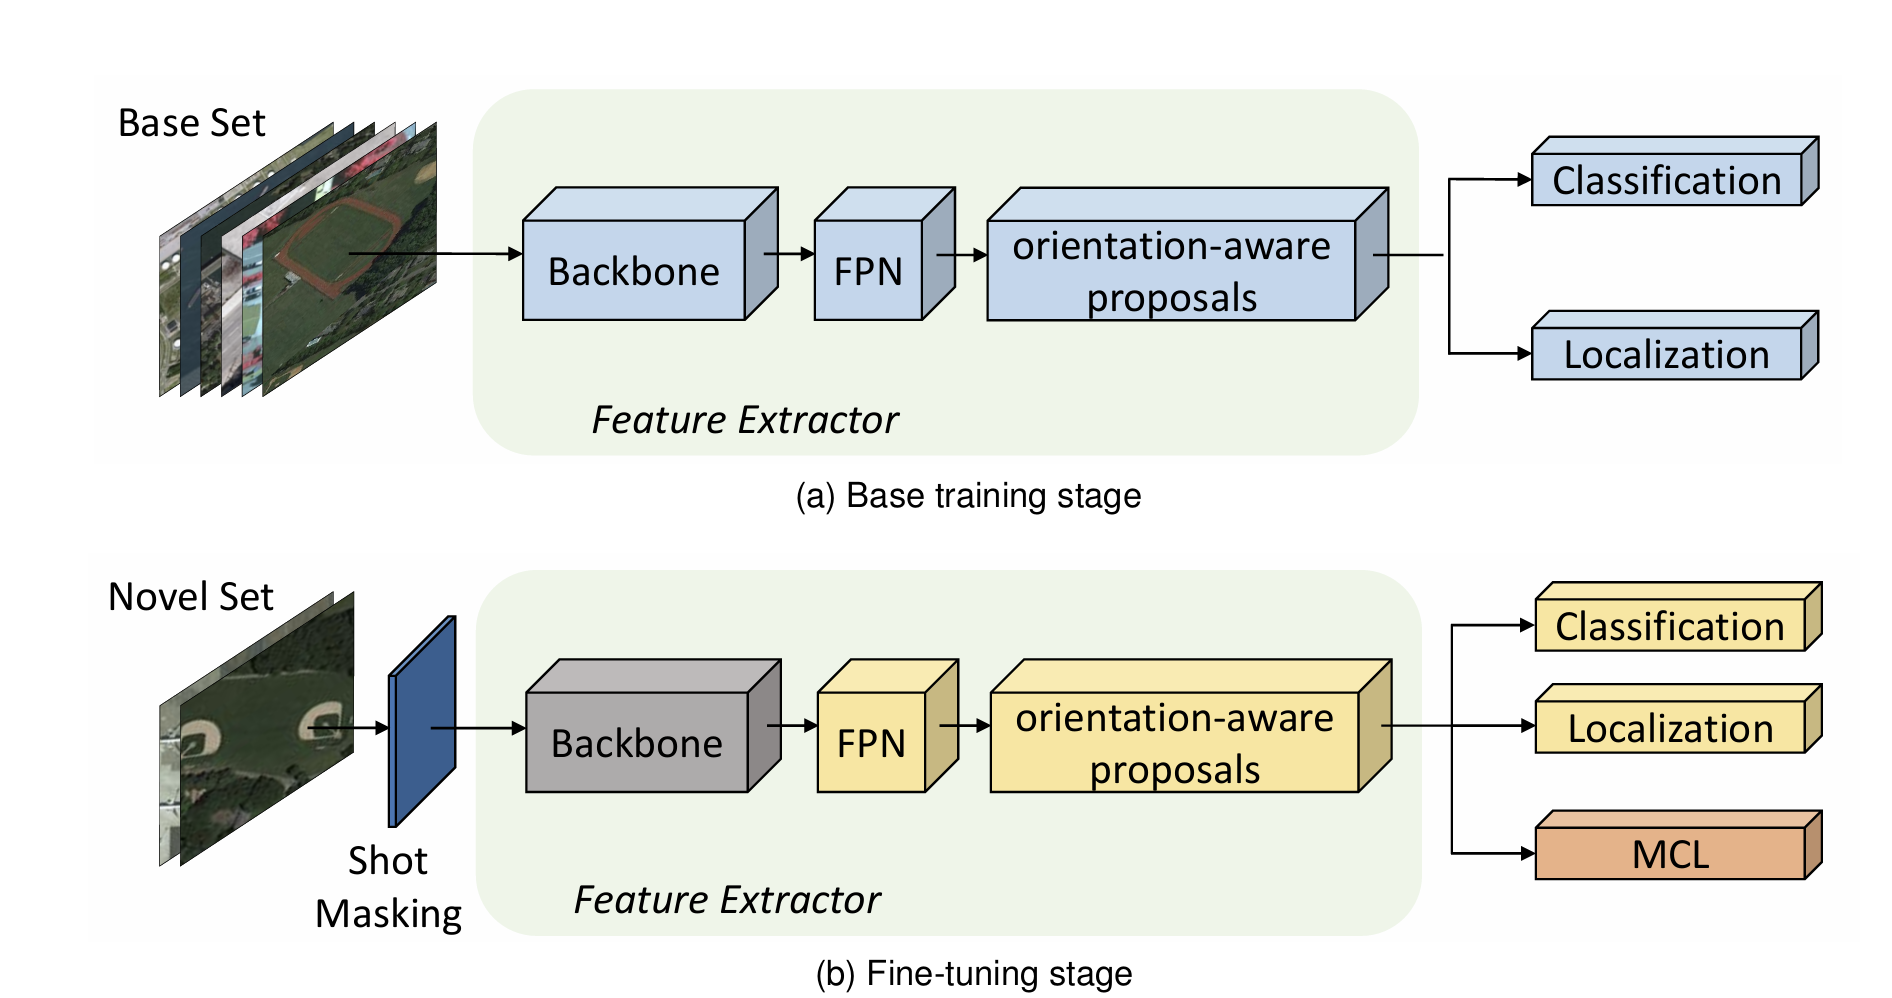 Base Set
Backbone
FPN
orientation-aware
proposals
Classification
Localization
Feature Extractor
(a) Base training stage
Novel Set
Shot
Masking
Backbone
FPN
orientation-aware
proposals
Classification
Localization
MCL
Feature Extractor
(b) Fine-tuning stage